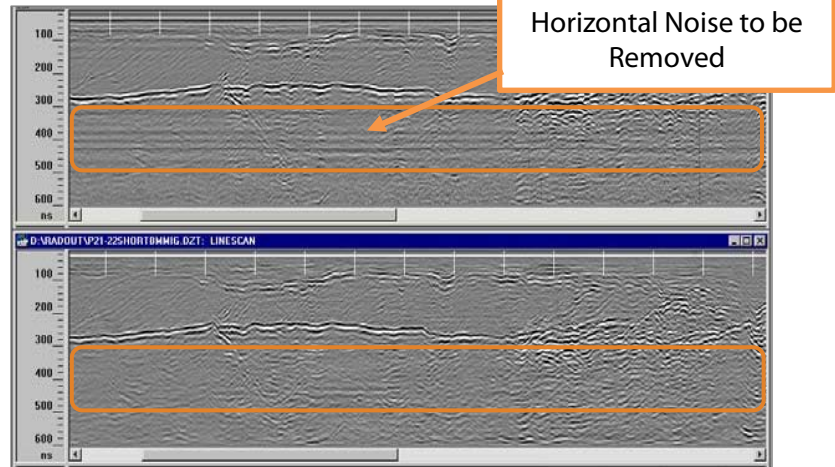 Horizontal Noise to be
Removed
100
200
300
400
500
600
ns
D:\RADOUT\P21-22SHORT0MMIG.DZT: LINESCAN
100
200
300
400
500
600
ns